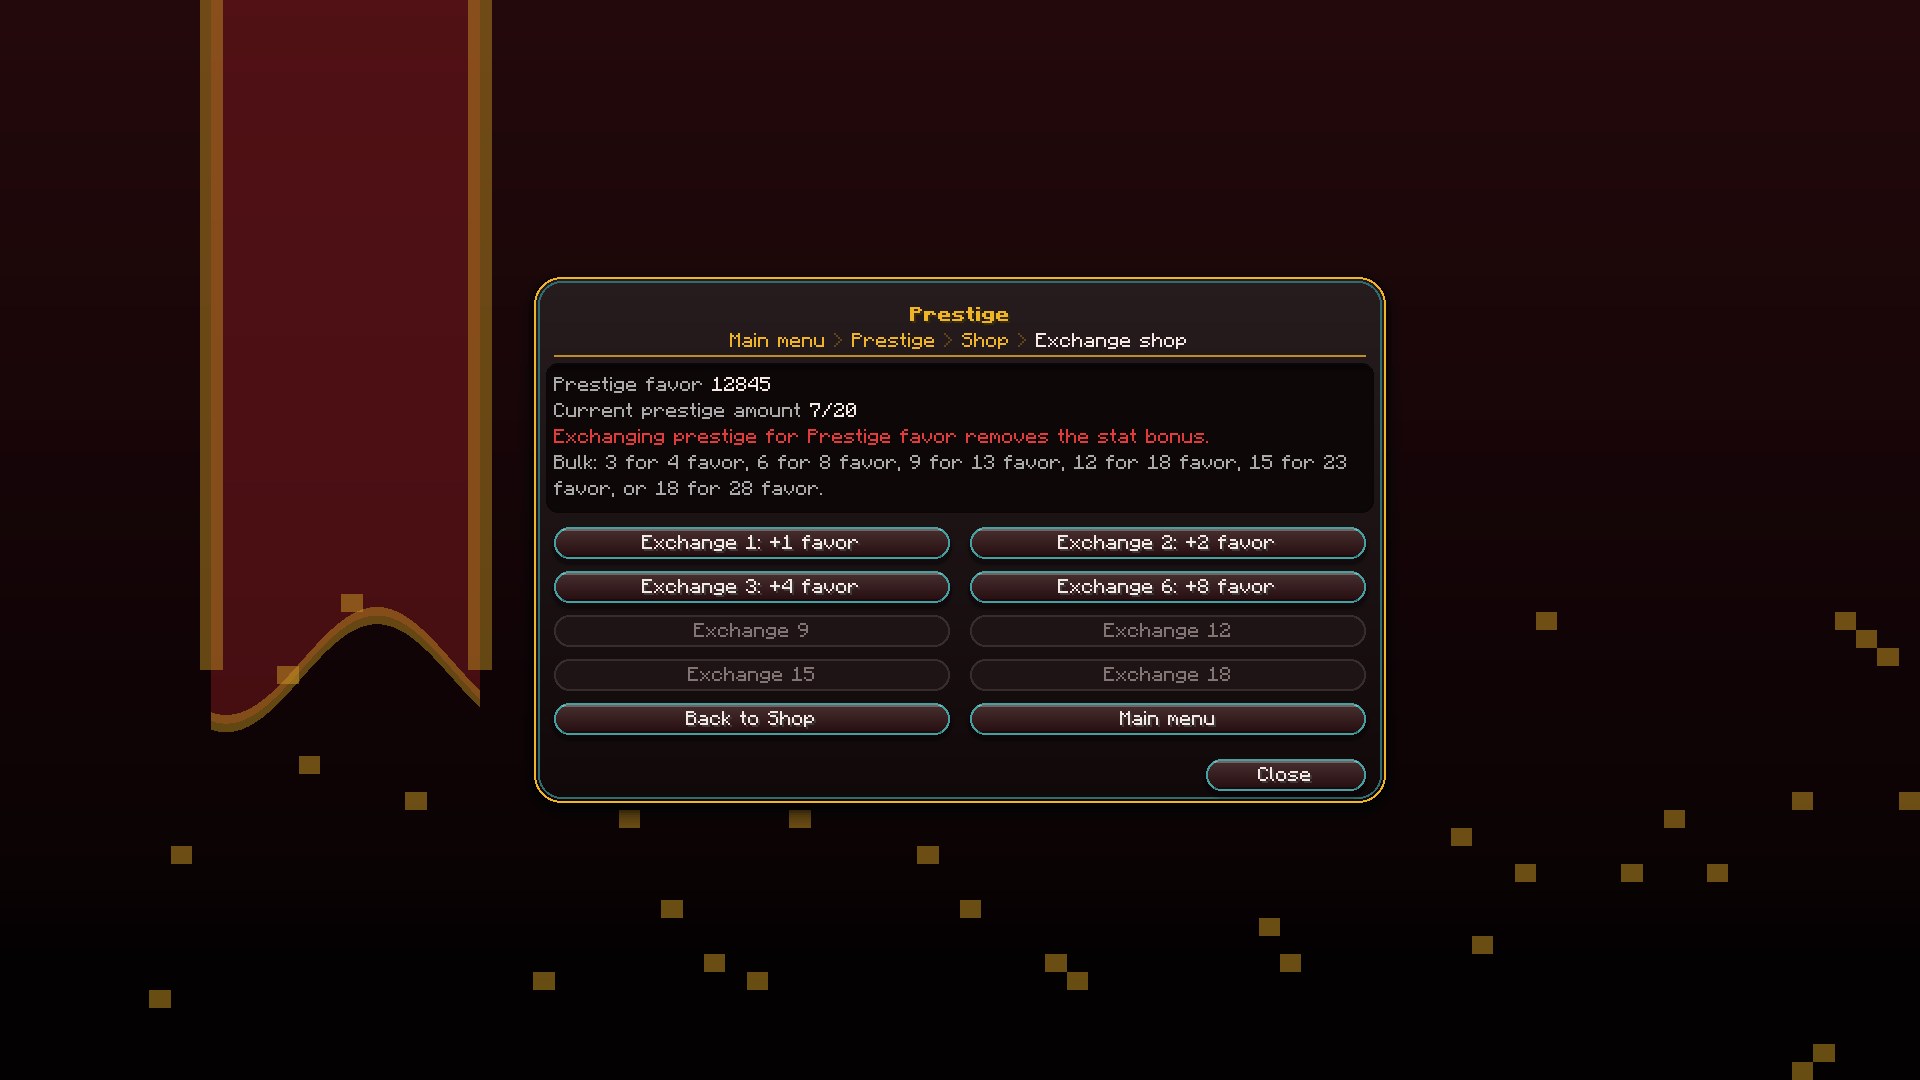 Prestige
Main menu > Prestige > Shop > Exchange shop
Prestige favor 12845
Current prestige amount 7/20
Exchanging prestige for Prestige favor removes the stat bonus.
Bulk: 3 for 4 favor, 6 for 8 favor, 9 for 13 favor, 12 for 18 favor, 15 for 23
favor, or 18 for 28 favor.
Exchange 1: +1 favor
Exchange 2: +2 favor
Exchange 3: +4 favor
Exchange 6: +8 favor
Exchange 9
Exchange 12
Exchange 15
Exchange 18
Back to Shop
Main menu
Close